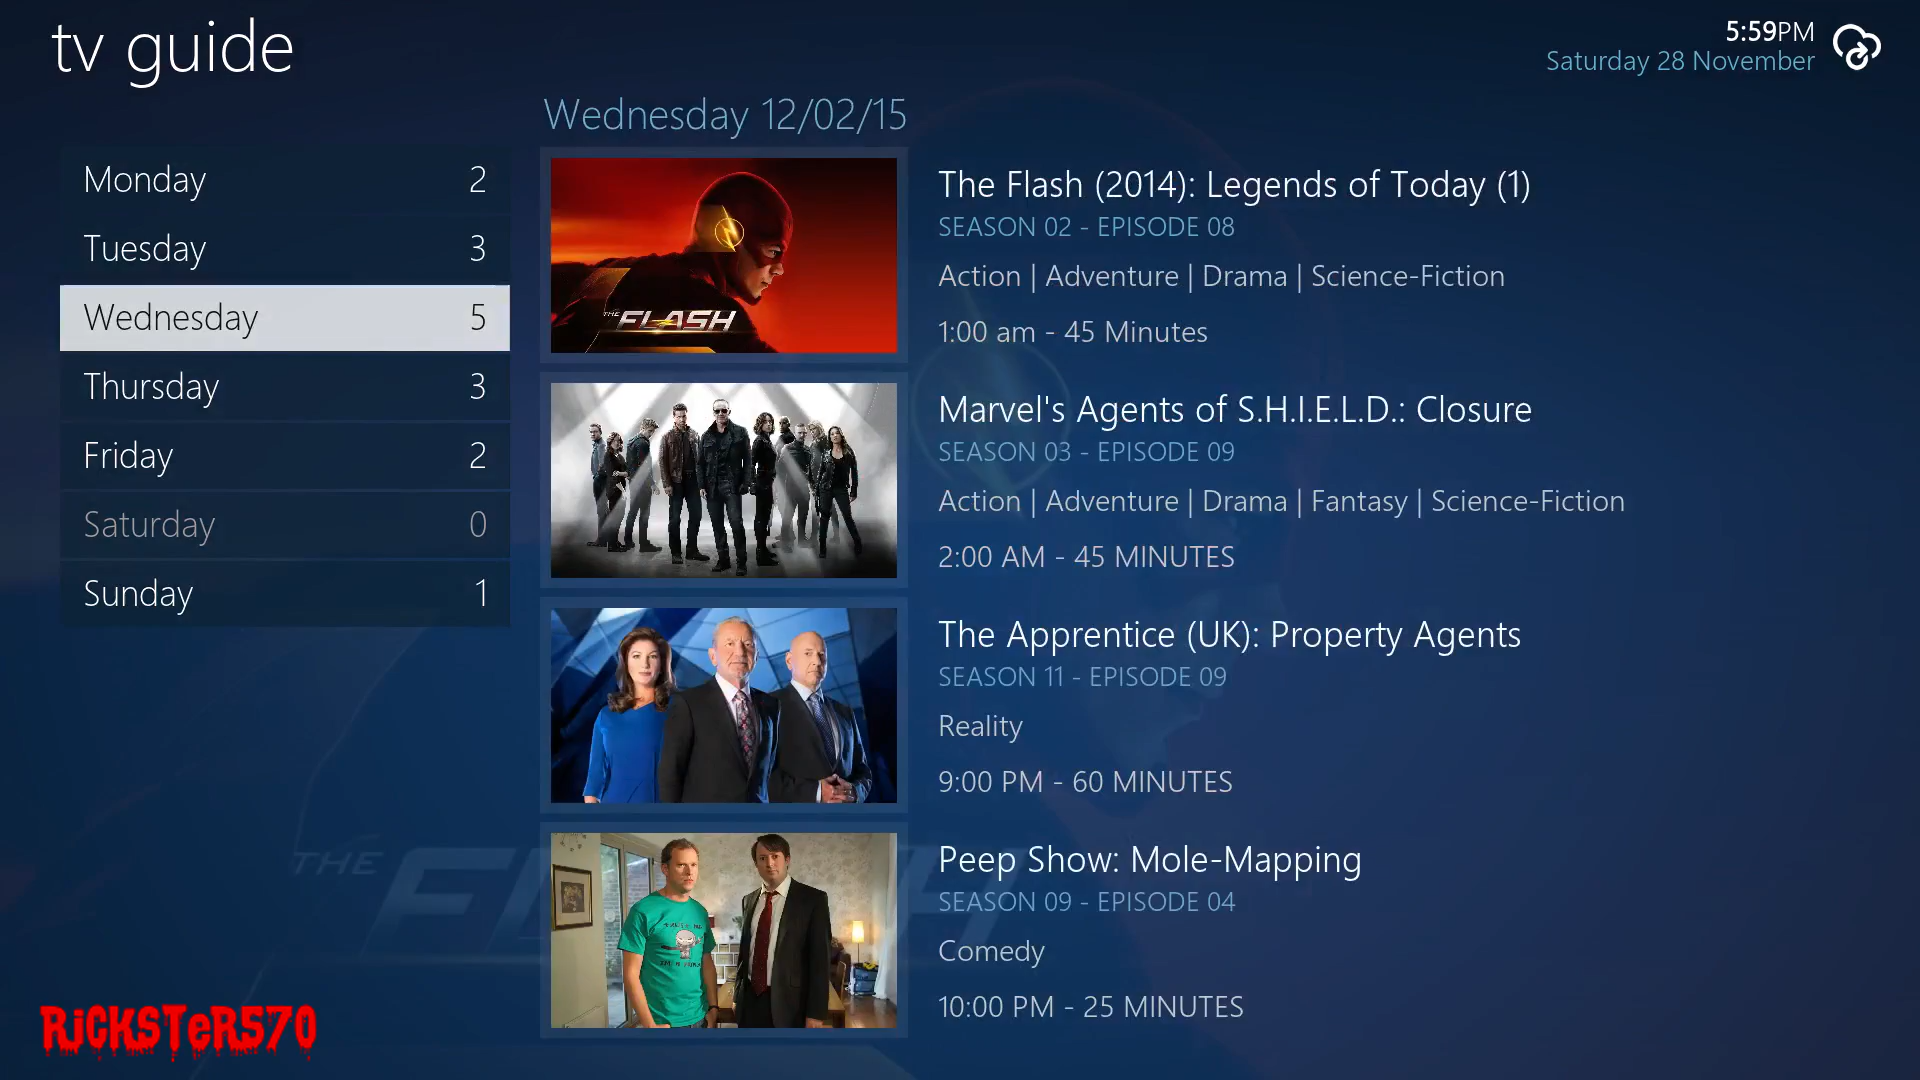 tv guide
5:59PM
Saturday 28 November
Wednesday 12/02/15
Monday 2
Tuesday 3
Wednesday 5
Thursday 3
Friday 2
Saturday 0
Sunday 1
THE FLASH
The Flash (2014): Legends of Today (1)
SEASON 02 - EPISODE 08
Action | Adventure | Drama | Science-Fiction
1:00 am - 45 Minutes
Marvel's Agents of S.H.I.E.L.D.: Closure
SEASON 03 - EPISODE 09
Action | Adventure | Drama | Fantasy | Science-Fiction
2:00 AM - 45 MINUTES
The Apprentice (UK): Property Agents
SEASON 11 - EPISODE 09
Reality
9:00 PM - 60 MINUTES
Peep Show: Mole-Mapping
SEASON 09 - EPISODE 04
Comedy
10:00 PM - 25 MINUTES
THE
RiCKSTeR570